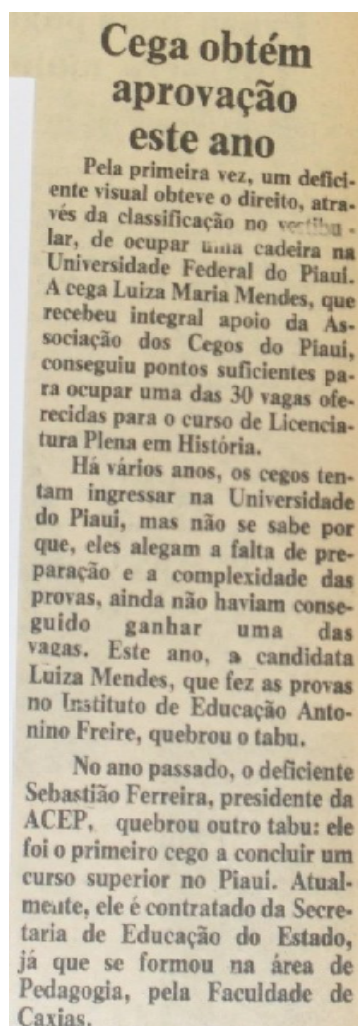 Cega obtém
aprovação
este ano
Pela primeira vez, um defici-
ente visual obteve o direito, atra-
vés da classificação no vestibu-
lar, de ocupar uma cadeira na
Universidade Federal do Piaui.
A cega Luiza Maria Mendes, que
recebeu integral apoio da As-
sociação dos Cegos do Piaui,
conseguiu pontos suficientes pa-
ra ocupar uma das 30 vagas ofe-
recidas para o curso de Licencia-
tura Plena em História.
Há vários anos, os cegos ten-
tam ingressar na Universidade
do Piaui, mas não se sabe por
que, eles alegam a falta de pre-
paração e a complexidade das
provas, ainda não haviam conse-
guido ganhar uma das
vagas. Este ano, a candidata
Luiza Mendes, que fez as provas
no Instituto de Educação Anto-
nino Freire, quebrou o tabu.
No ano passado, o deficiente
Sebastião Ferreira, presidente da
ACEP, quebrou outro tabu: ele
foi o primeiro cego a concluir um
curso superior no Piaui. Atual-
mente, ele é contratado da Secre-
taria de Educação do Estado,
já que se formou na área de
Pedagogia, pela Faculdade de
Caxias.